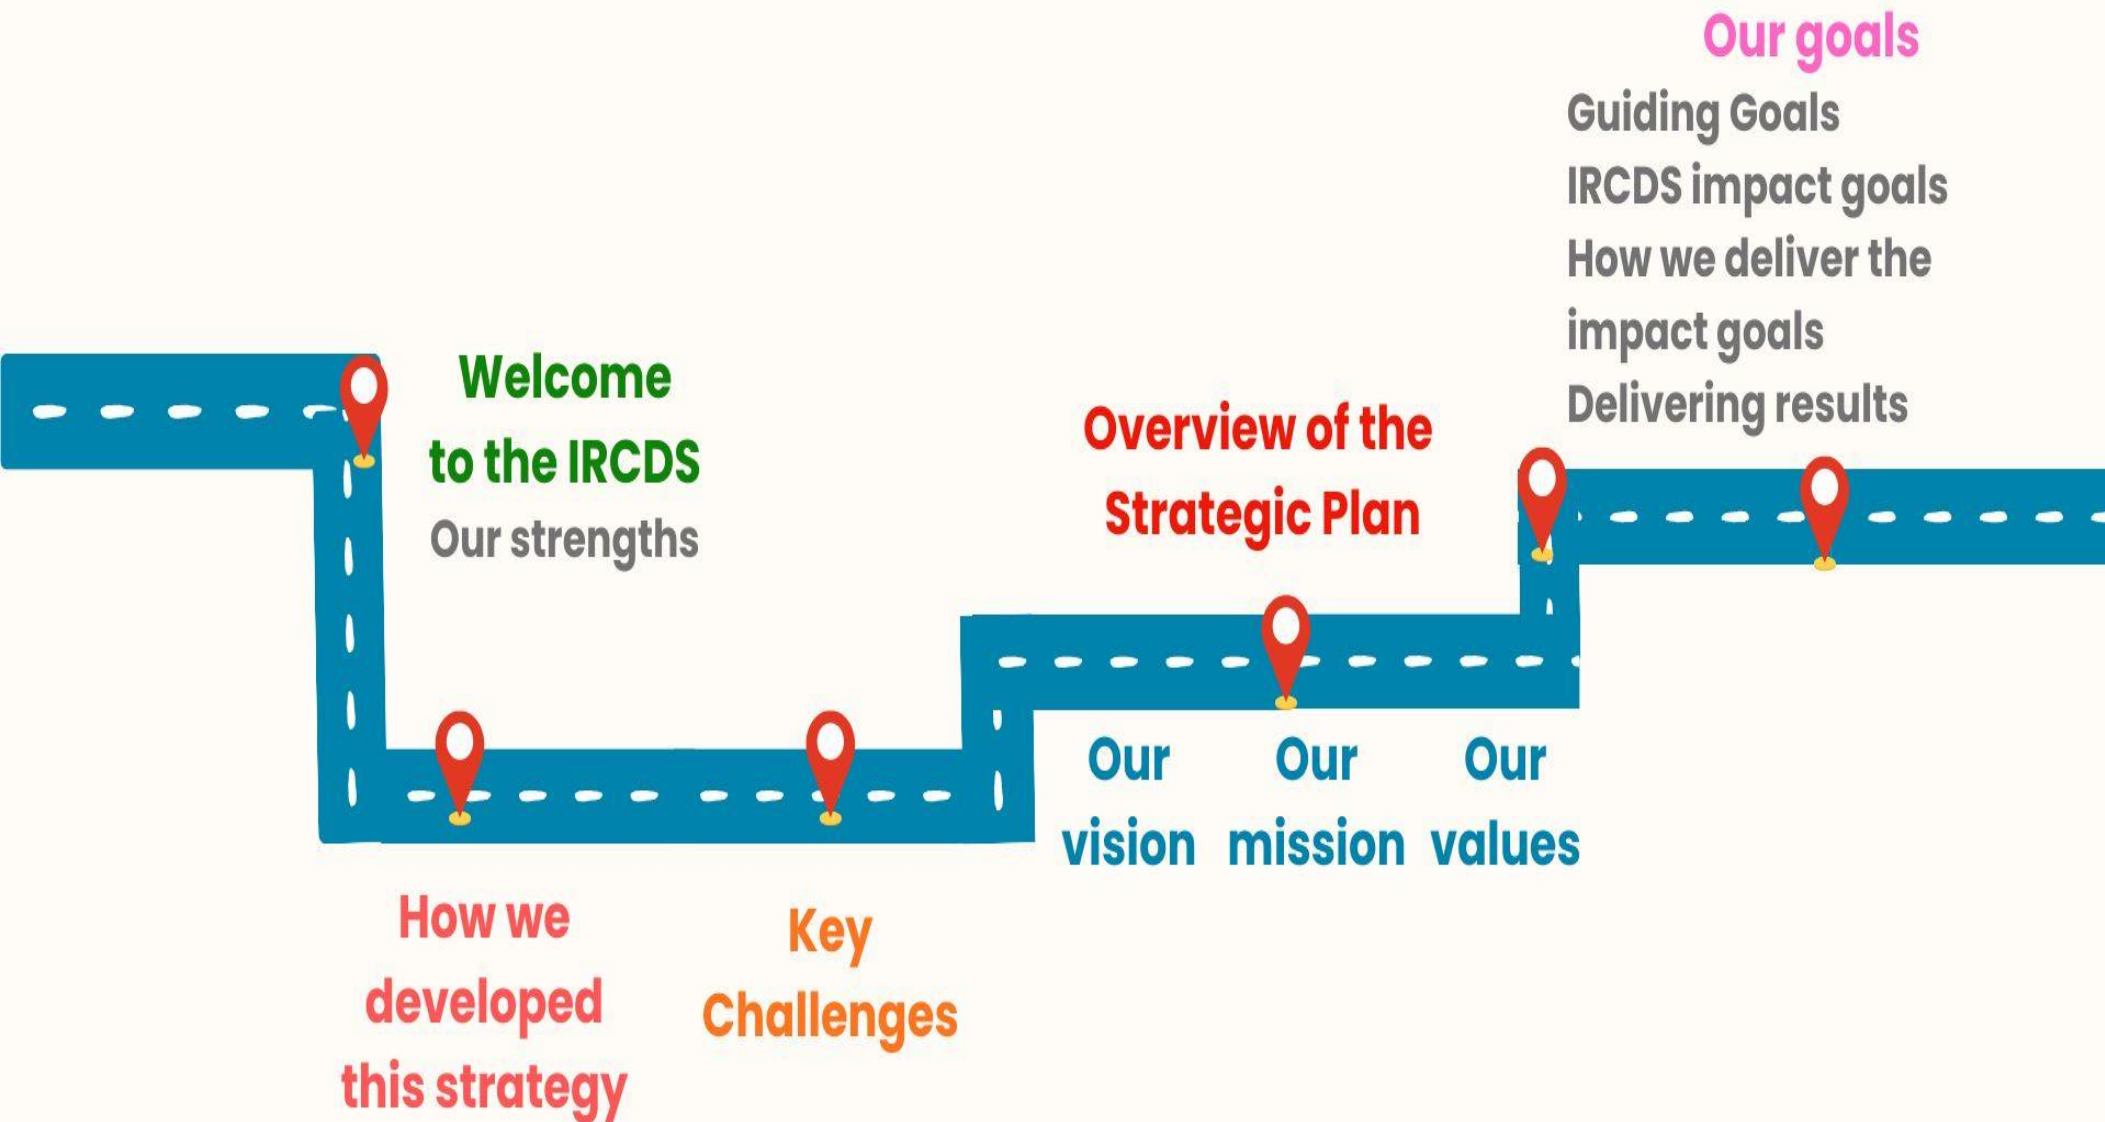 Welcome
to the IRCDS
Our strengths
How we
developed
this strategy
Key
Challenges
Overview of the
Strategic Plan
Our
vision
Our
mission
Our
values
Our goals
Guiding Goals
IRCDS impact goals
How we deliver the
impact goals
Delivering results